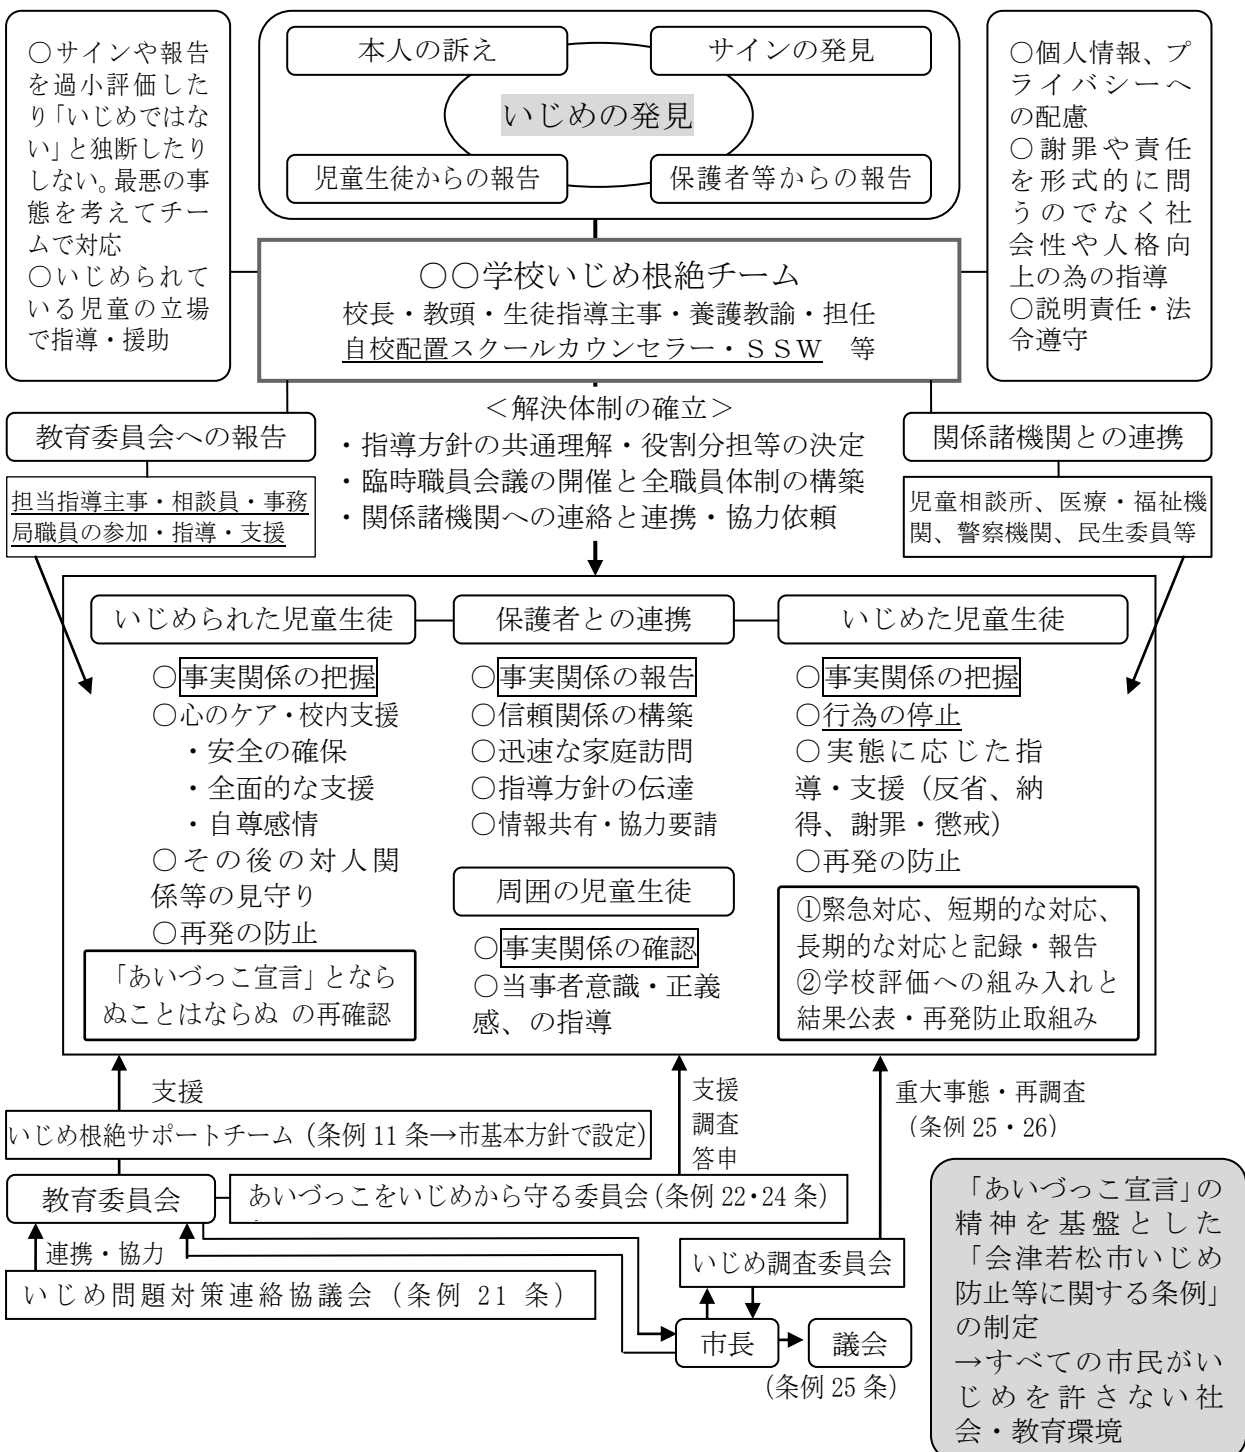 〇サインや報告
を過小評価した
り「いじめではな
い」と独断したり
しない。最悪の事
態を考えてチー
ムで対応
〇いじめられて
いる児童の立場
で指導・援助
本人の訴え
サインの発見
いじめの発見
児童生徒からの報告
保護者等からの報告
〇個人情報、プ
ライバシーへ
の配慮
〇謝罪や責任
を形式的に問
うのでなく社
会性や人格向
上の為の指導
〇説明責任・法
令遵守
〇〇学校いじめ根絶チーム
校長・教頭・生徒指導主事・養護教諭・担任
自校配置スクールカウンセラー・ＳＳＷ　等
教育委員会への報告
担当指導主事・相談員・事務
局職員の参加・指導・支援
＜解決体制の確立＞
・指導方針の共通理解・役割分担等の決定
・臨時職員会議の開催と全職員体制の構築
・関係諸機関への連絡と連携・協力依頼
関係諸機関との連携
児童相談所、医療・福祉機
関、警察機関、民生委員等
いじめられた児童生徒
〇事実関係の把握
〇心のケア・校内支援
・安全の確保
・全面的な支援
・自尊感情
〇その後の対人関
係等の見守り
〇再発の防止
「あいづっこ宣言」となら
ぬことはならぬ の再確認
保護者との連携
〇事実関係の報告
〇信頼関係の構築
〇迅速な家庭訪問
〇指導方針の伝達
〇情報共有・協力要請
周囲の児童生徒
〇事実関係の確認
〇当事者意識・正義
感、の指導
いじめた児童生徒
〇事実関係の把握
〇行為の停止
〇実態に応じた指
導・支援（反省、納
得、謝罪・懲戒）
〇再発の防止
①緊急対応、短期的な対応、
長期的な対応と記録・報告
②学校評価への組み入れと
結果公表・再発防止取組み
支援
いじめ根絶サポートチーム（条例 11 条→市基本方針で設定）
支援
調査
答申
重大事態・再調査
（条例 25・26）
教育委員会
あいづっこをいじめから守る委員会（条例 22・24 条）
連携・協力
いじめ問題対策連絡協議会（条例 21 条）
いじめ調査委員会
市長
議会
（条例 25 条）
「あいづっこ宣言」の
精神を基盤とした
「会津若松市いじめ
防止等に関する条例」
の制定
→すべての市民がい
じめを許さない社
会・教育環境